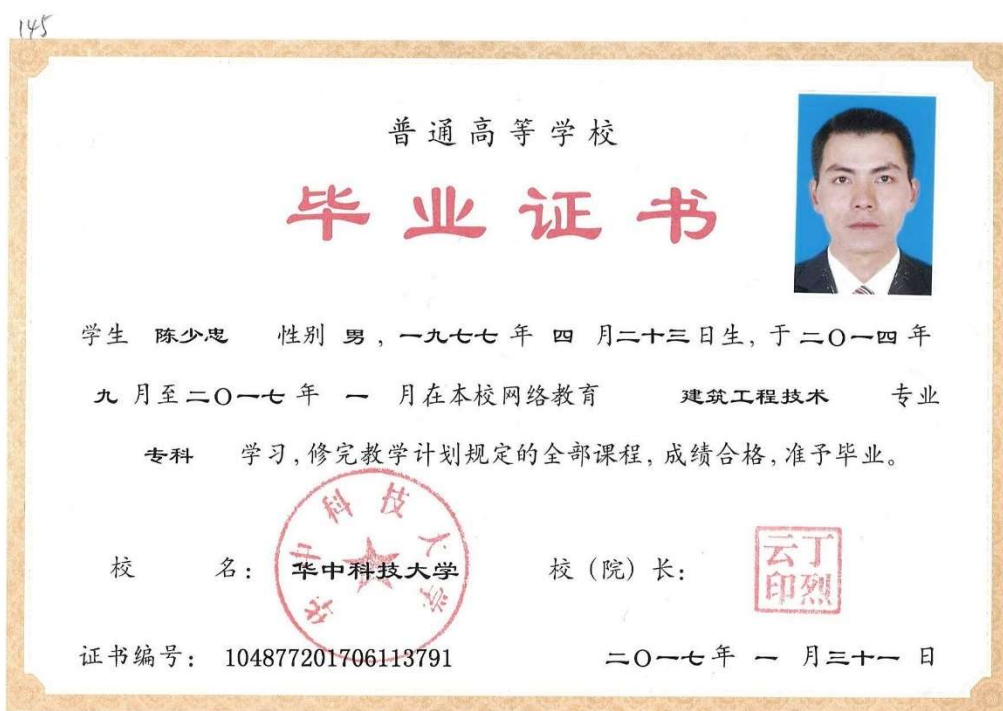 145
普通高等学校
毕业证书
学生 陈少忠 性别 男，一九七七 年 四 月二十三日生，于 二〇一四 年
九 月至二〇一七 年 一 月在本校网络教育 建筑工程技术 专业
专科 学习，修完教学计划规定的全部课程，成绩合格，准予毕业。
华中科技大学
校 名： 华中科技大学 校（院）长： 丁烈云印
证书编号： 104877201706113791 二〇一七年 一 月三十一 日